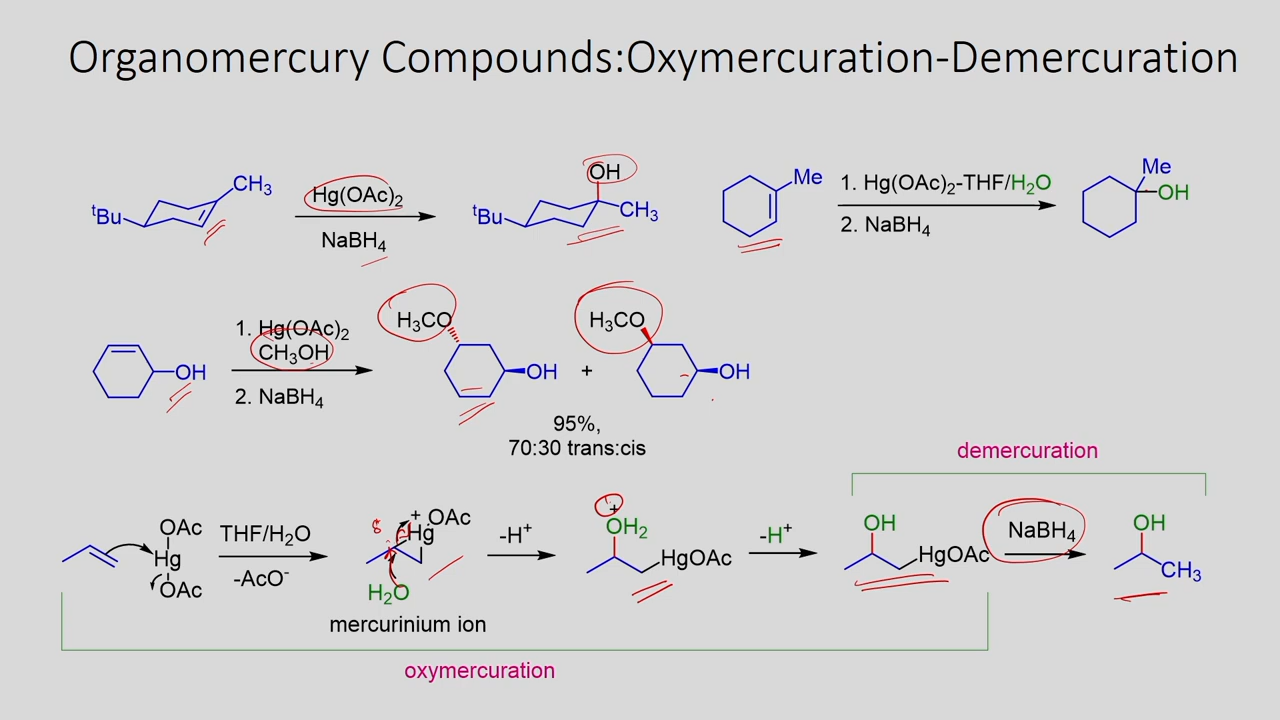 Organomercury Compounds:Oxymercuration-Demercuration
CH₃
ᵗBu
Hg(OAc)₂
NaBH₄
OH
ᵗBu
CH₃
Me
1. Hg(OAc)₂-THF/H₂O
2. NaBH₄
Me
OH
OH
1. Hg(OAc)₂
CH₃OH
2. NaBH₄
H₃CO
OH
+
H₃CO
OH
95%,
70:30 trans:cis
demercuration
OAc
Hg
OAc
THF/H₂O
-AcO⁻
+ OAc
Hg
H₂O
mercurinium ion
-H⁺
+
OH₂
HgOAc
-H⁺
OH
HgOAc
NaBH₄
OH
CH₃
oxymercuration